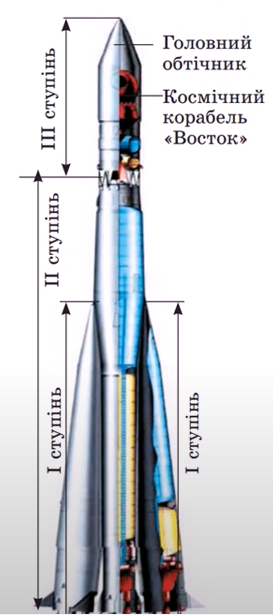 Головний
обтічник
Космічний
корабель
«Восток»
III ступінь
II ступінь
I ступінь
I ступінь